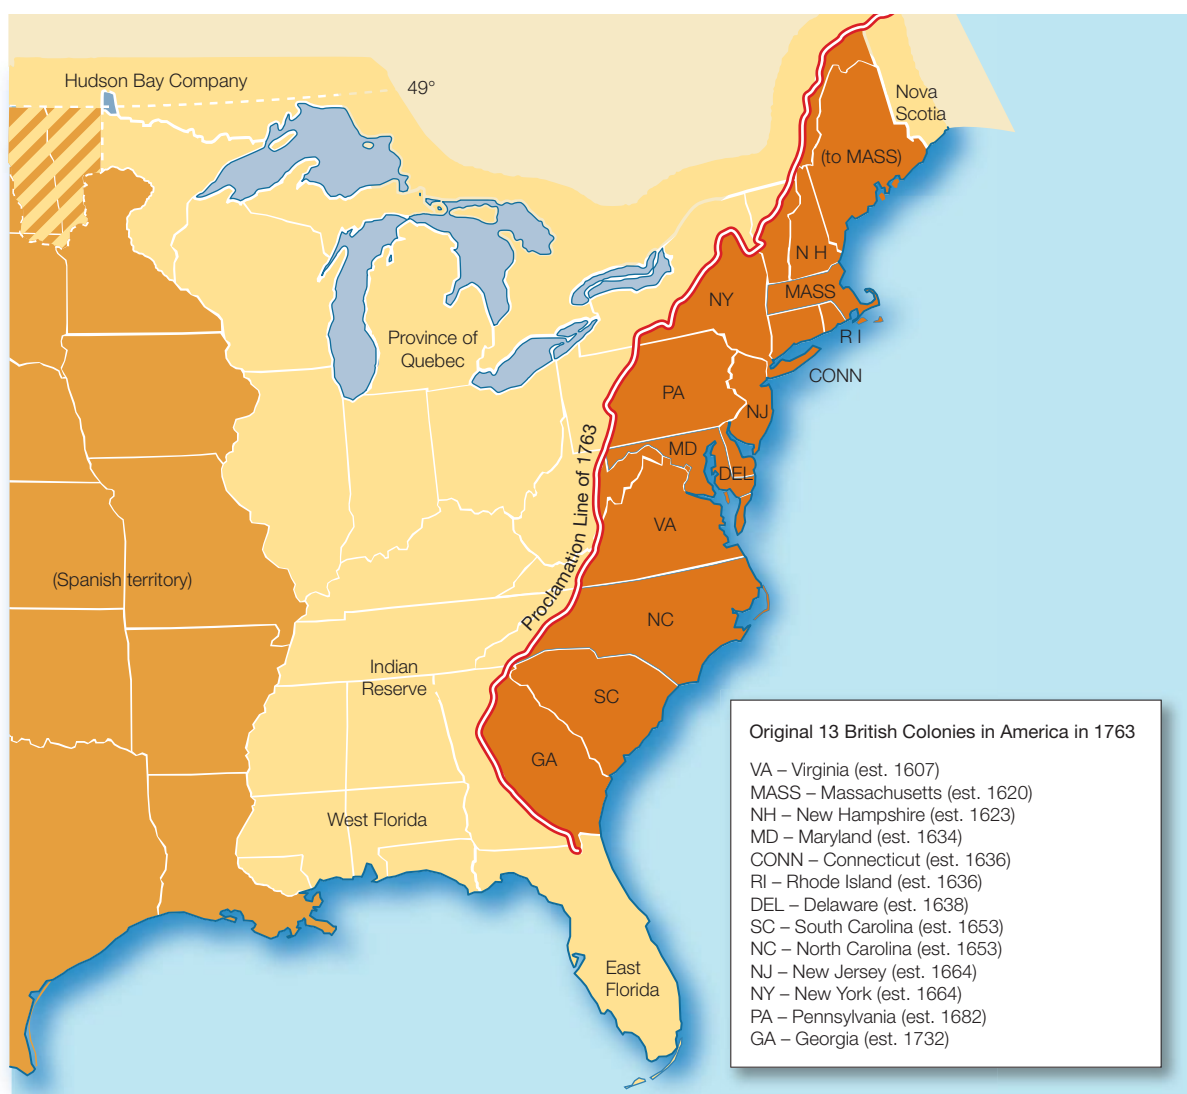 Hudson Bay Company
49°
Nova
Scotia
(to MASS)
N H
NY
MASS
Province of
Quebec
R I
CONN
PA
NJ
Proclamation Line of 1763
MD
DEL
VA
(Spanish territory)
NC
Indian
Reserve
SC
GA
West Florida
East
Florida
Original 13 British Colonies in America in 1763
VA – Virginia (est. 1607)
MASS – Massachusetts (est. 1620)
NH – New Hampshire (est. 1623)
MD – Maryland (est. 1634)
CONN – Connecticut (est. 1636)
RI – Rhode Island (est. 1636)
DEL – Delaware (est. 1638)
SC – South Carolina (est. 1653)
NC – North Carolina (est. 1653)
NJ – New Jersey (est. 1664)
NY – New York (est. 1664)
PA – Pennsylvania (est. 1682)
GA – Georgia (est. 1732)